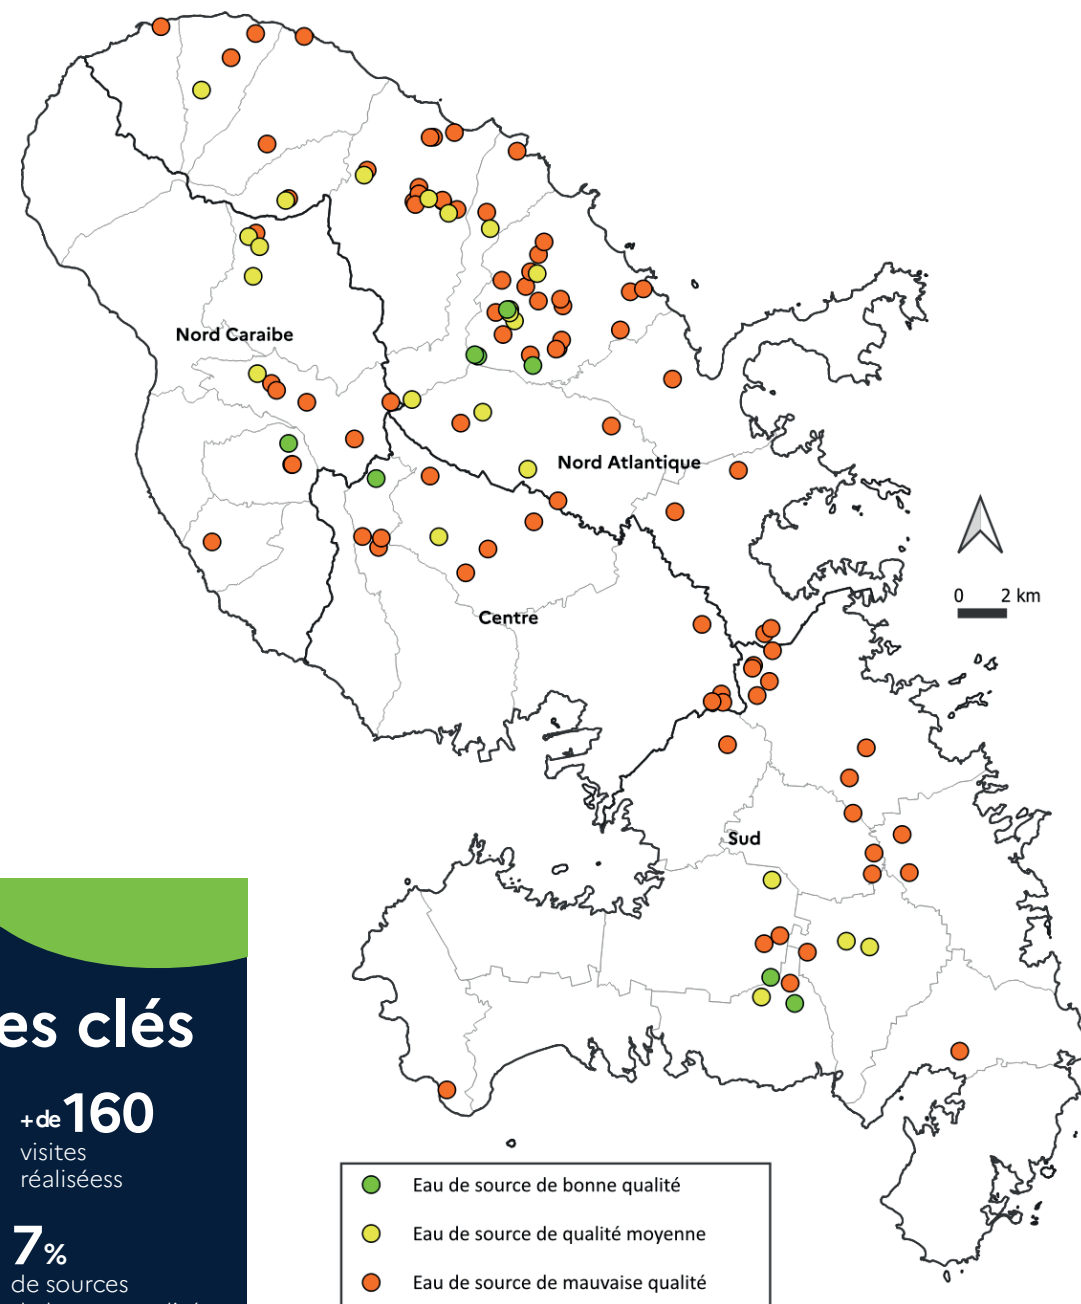 Nord Caraibe
Nord Atlantique
Centre
0 2 km
Sud
es clés
+ de 160
visites
réaliséess
7%
de sources
Eau de source de bonne qualité
Eau de source de qualité moyenne
Eau de source de mauvaise qualité